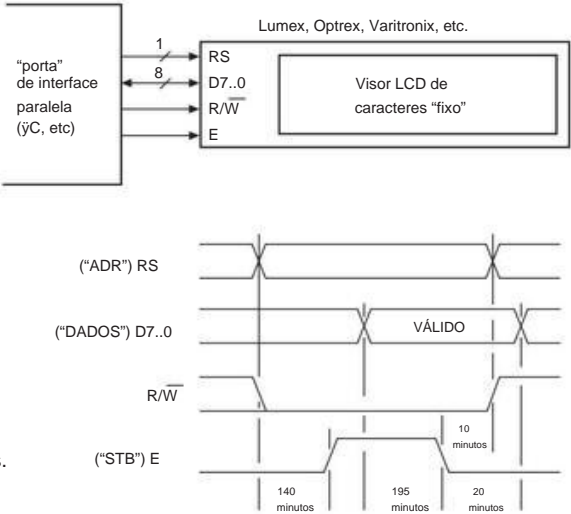 Lumex, Optrex, Varitronix, etc.
1
RS
“porta”
de interface
paralela
(ÿC, etc)
8
D7..0
R/W̅
E
Visor LCD de
caracteres “fixo”
(“ADR”) RS
(“DADOS”) D7..0
VÁLIDO
R/W̅
10
minutos
(“STB”) E
140
minutos
195
minutos
20
minutos